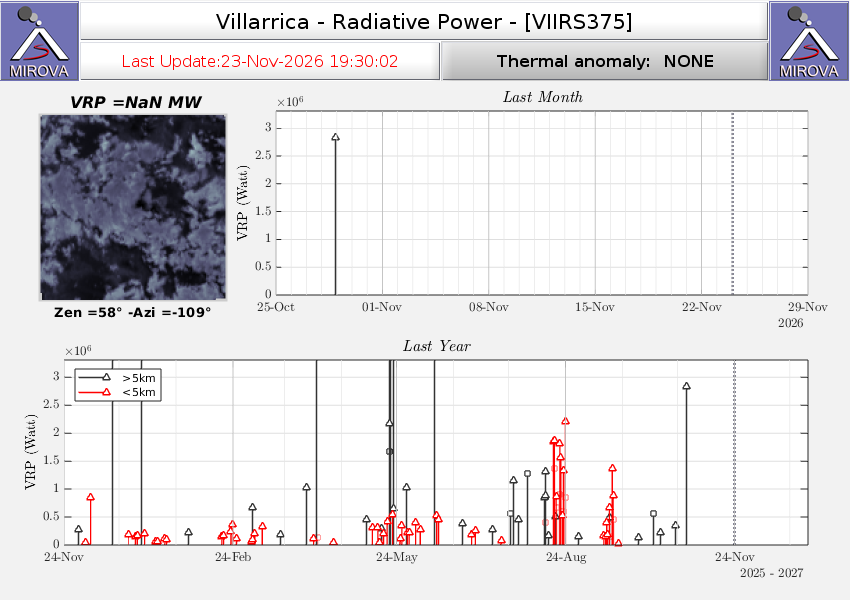 Villarrica - Radiative Power - [VIIRS375]
MIROVA
Last Update:23-Nov-2026 19:30:02
Thermal anomaly: NONE
MIROVA
VRP =NaN MW
Zen =58° -Azi =-109°
Last Month
×10⁶
VRP (Watt)
3
2.5
2
1.5
1
0.5
0
25-Oct 01-Nov 08-Nov 15-Nov 22-Nov 29-Nov
2026
Last Year
×10⁶
VRP (Watt)
>5km
<5km
3
2.5
2
1.5
1
0.5
0
24-Nov 24-Feb 24-May 24-Aug 24-Nov
2025 - 2027